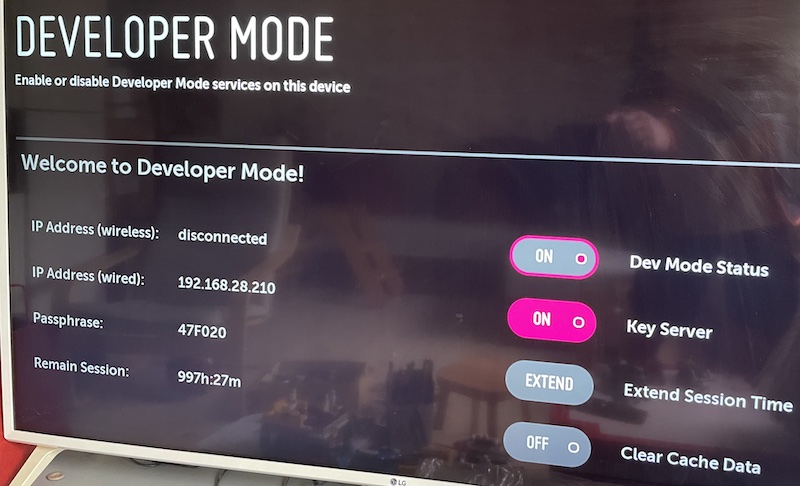 DEVELOPER MODE
Enable or disable Developer Mode services on this device
Welcome to Developer Mode!
IP Address (wireless): disconnected
IP Address (wired): 192.168.28.210
Passphrase: 47F020
Remain Session: 997h:27m
ON Dev Mode Status
ON Key Server
EXTEND Extend Session Time
OFF Clear Cache Data
LG